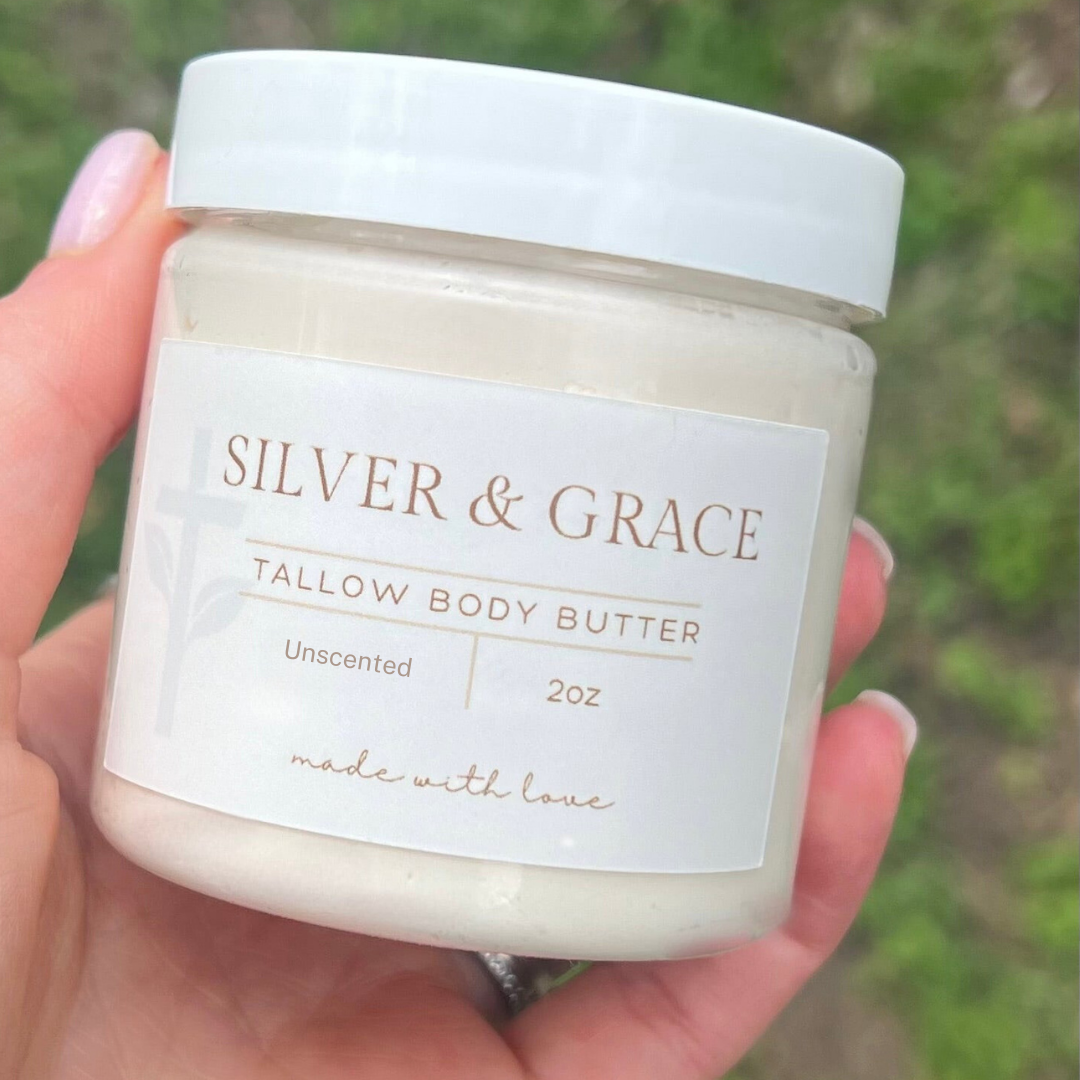 SILVER & GRACE
TALLOW BODY BUTTER
Unscented
2oz
made with love